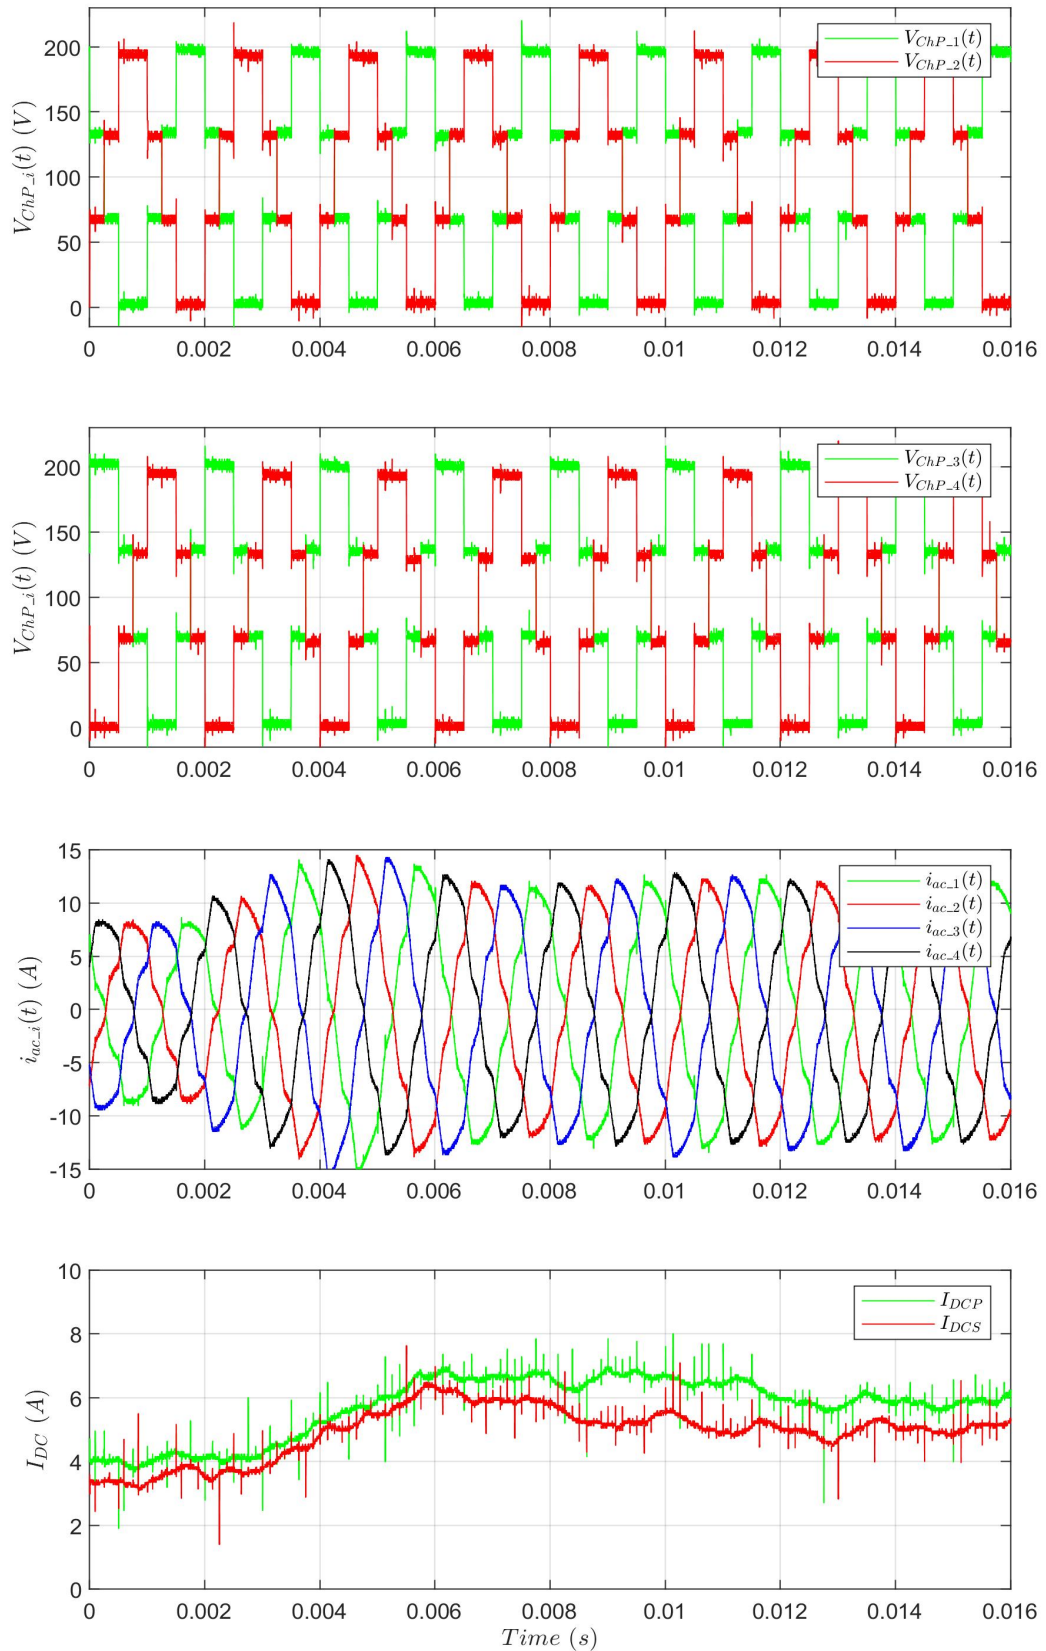 200
150
100
50
0
V_{ChP_i}(t) (V)
V_{ChP_1}(t)
V_{ChP_2}(t)
0 0.002 0.004 0.006 0.008 0.01 0.012 0.014 0.016
200
150
100
50
0
V_{ChP_i}(t) (V)
V_{ChP_3}(t)
V_{ChP_4}(t)
0 0.002 0.004 0.006 0.008 0.01 0.012 0.014 0.016
15
10
5
0
-5
-10
-15
i_{ac_i}(t) (A)
i_{ac_1}(t)
i_{ac_2}(t)
i_{ac_3}(t)
i_{ac_4}(t)
0 0.002 0.004 0.006 0.008 0.01 0.012 0.014 0.016
10
8
6
4
2
0
I_{DC} (A)
I_{DCP}
I_{DCS}
0 0.002 0.004 0.006 0.008 0.01 0.012 0.014 0.016
Time (s)